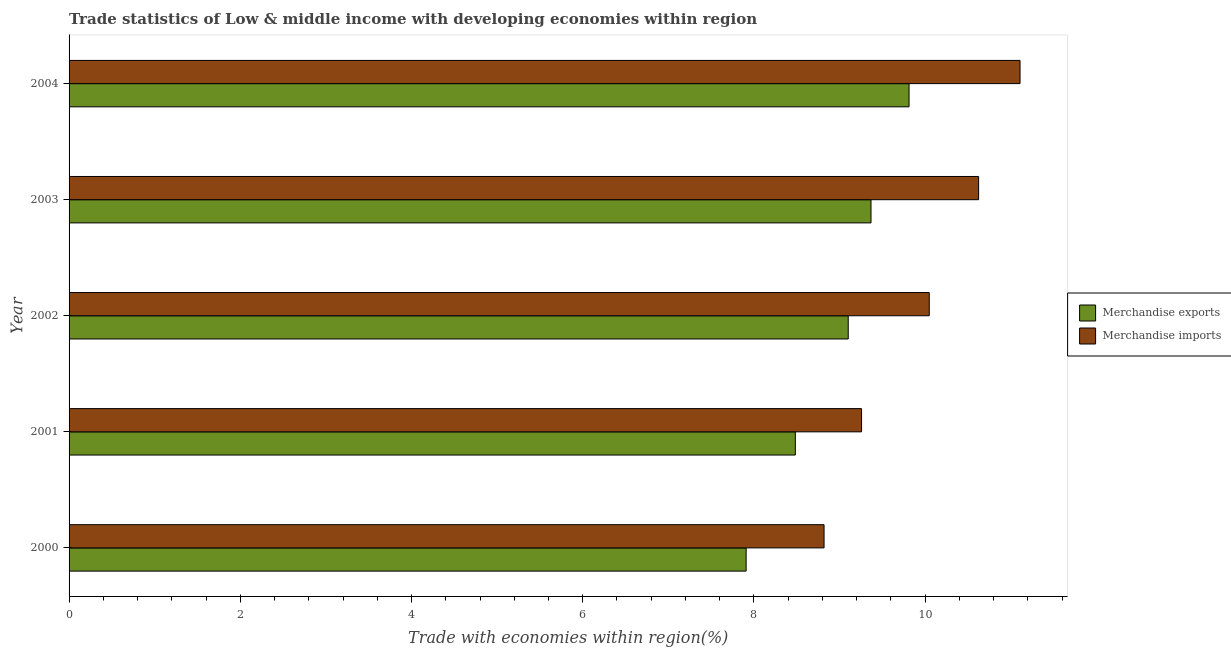 Trade statistics of Low & middle income with developing economies within region
2004
2003
2002
2001
2000
Year
0
2
4
6
8
10
Trade with economies within region(%)
Merchandise exports
Merchandise imports